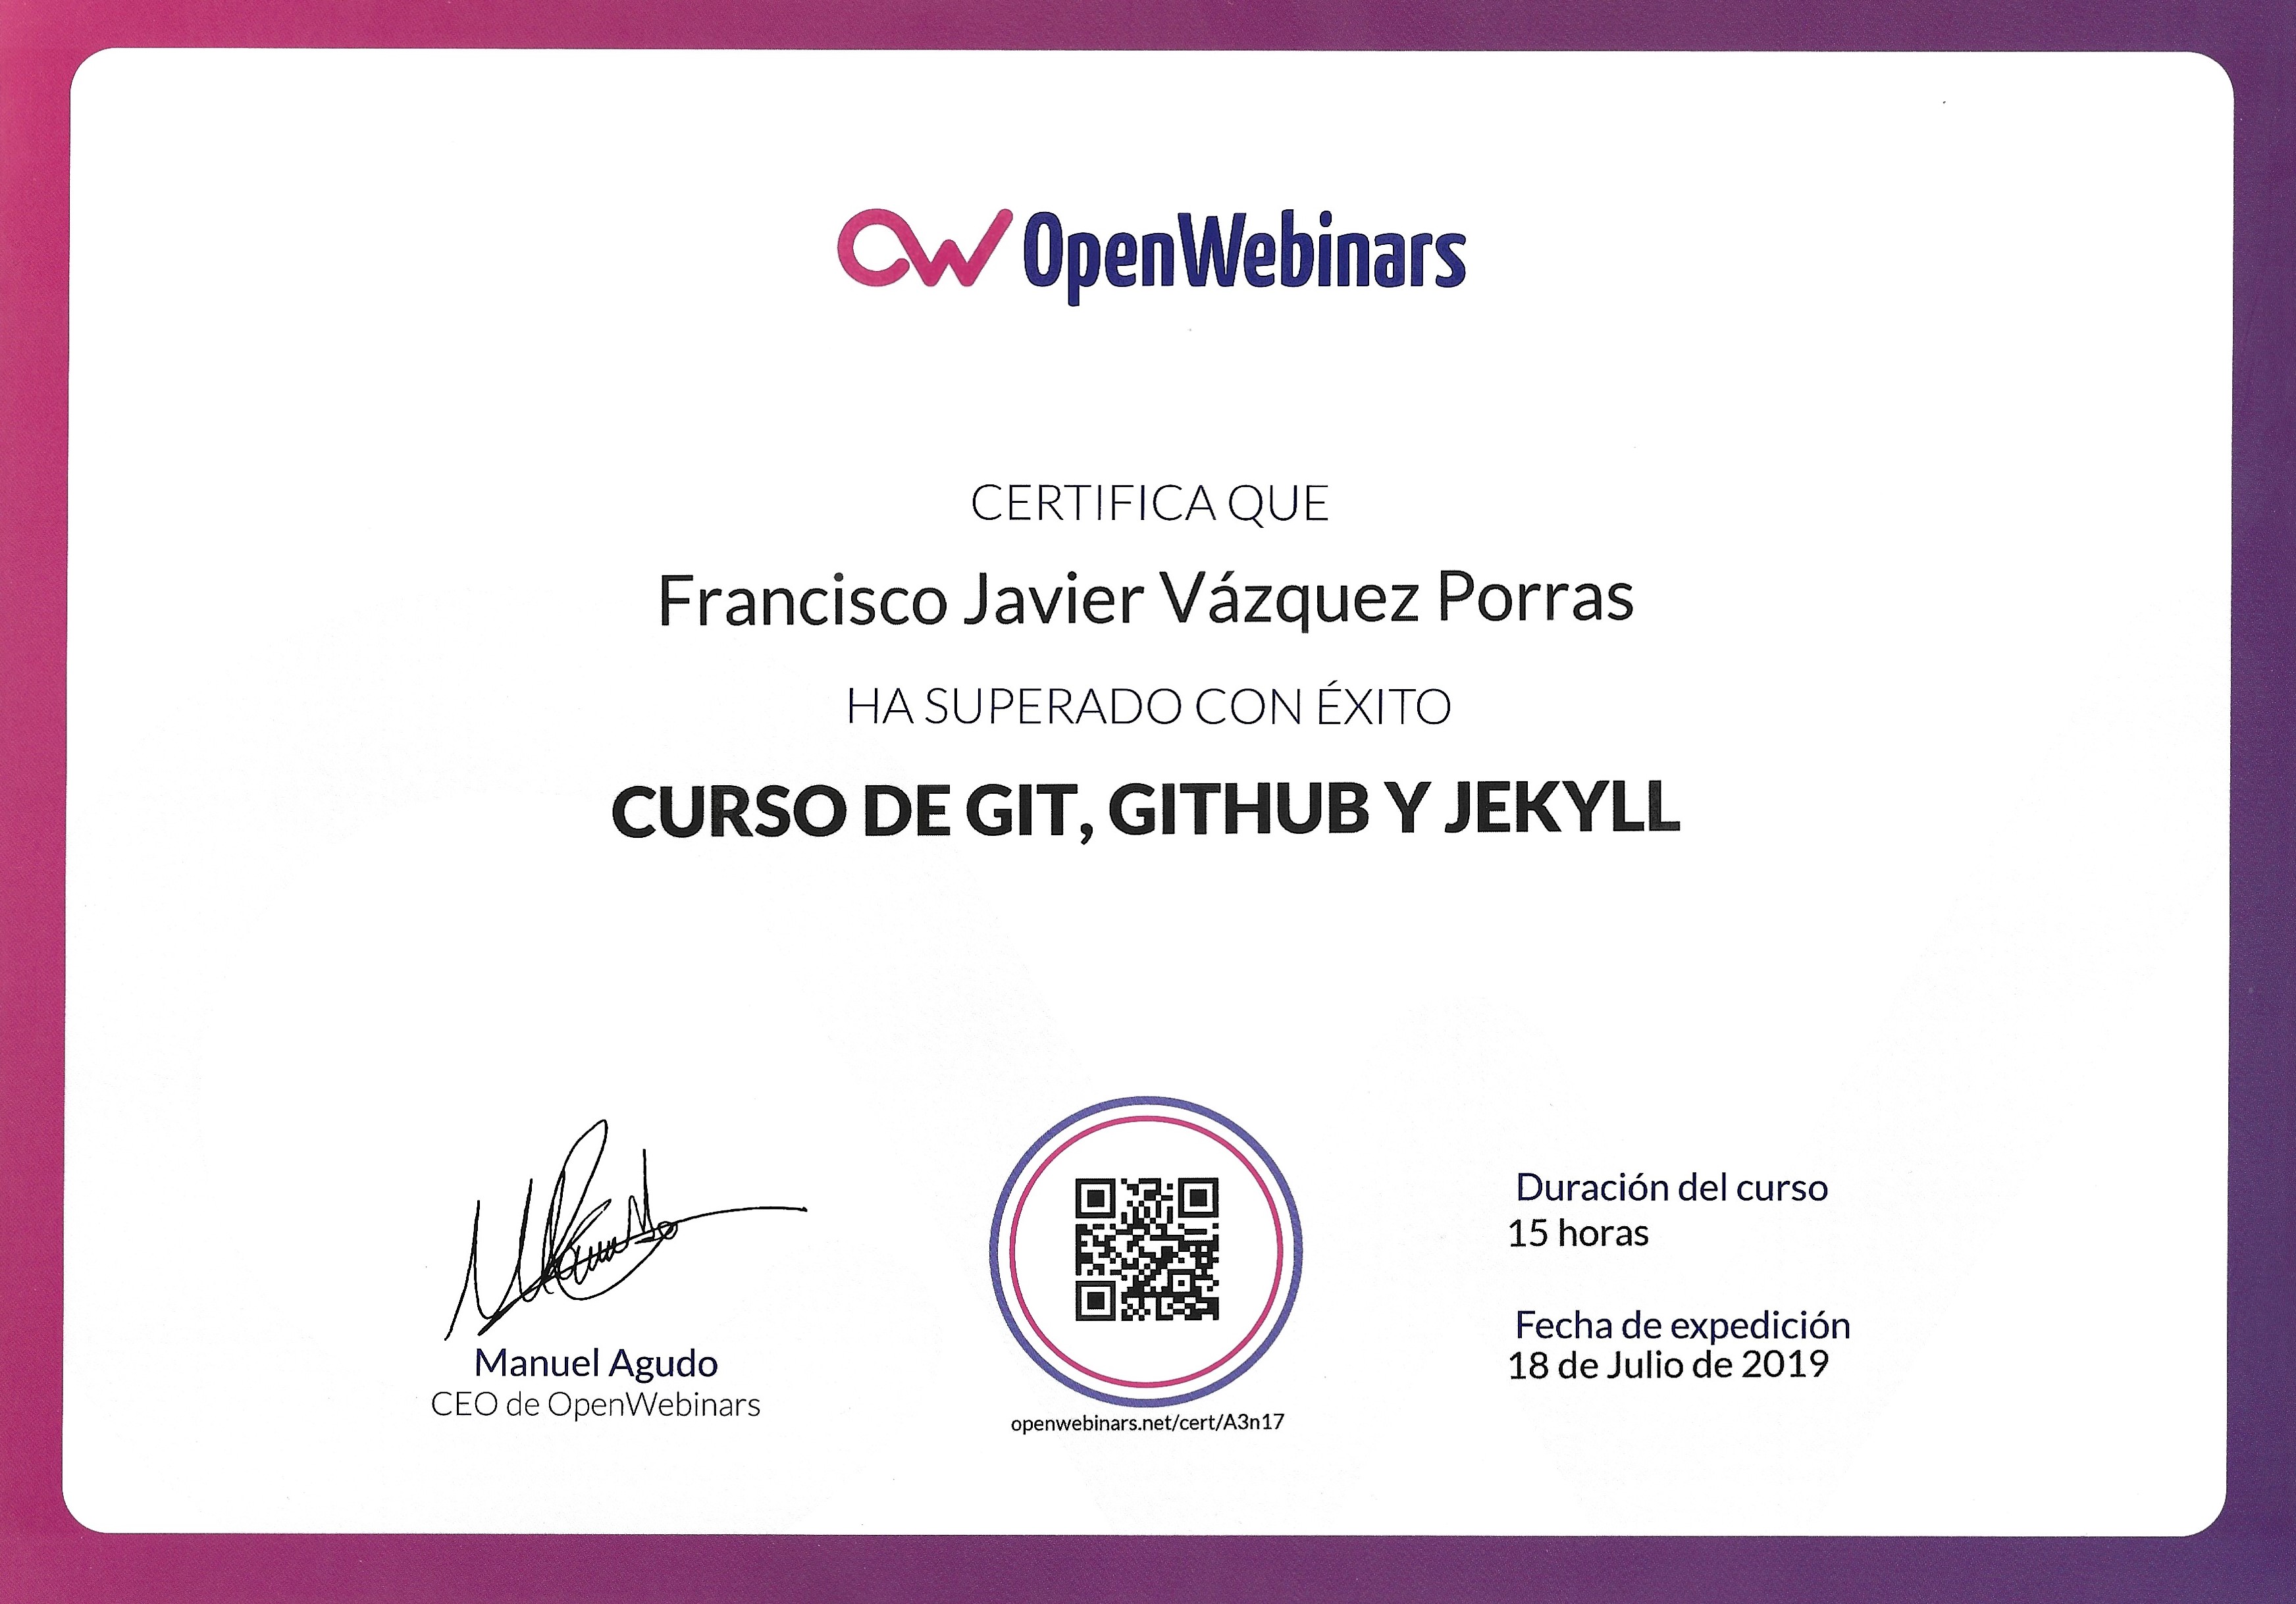 OpenWebinars
CERTIFICA QUE
Francisco Javier Vázquez Porras
HA SUPERADO CON ÉXITO
CURSO DE GIT, GITHUB Y JEKYLL
Manuel Agudo
CEO de OpenWebinars
openwebinars.net/cert/A3n17
Duración del curso
15 horas
Fecha de expedición
18 de Julio de 2019